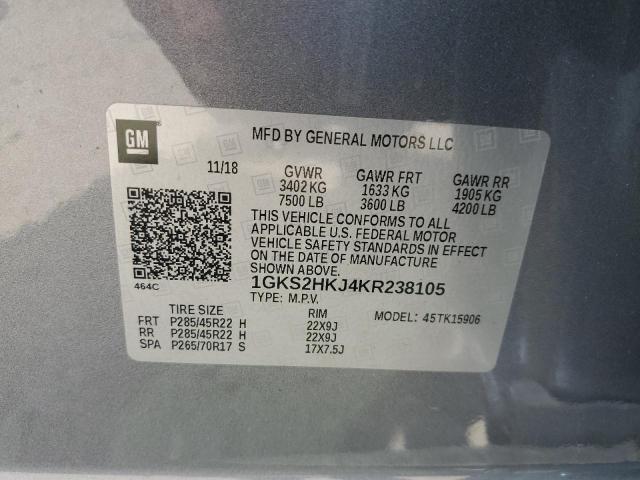 GM
MFD BY GENERAL MOTORS LLC
11/18 GVWR GAWR FRT GAWR RR
3402 KG 1633 KG 1905 KG
7500 LB 3600 LB 4200 LB
THIS VEHICLE CONFORMS TO ALL
APPLICABLE U.S. FEDERAL MOTOR
VEHICLE SAFETY STANDARDS IN EFFECT
ON THE DATE OF MANUFACTURE
SHOWN ABOVE.
464C
1GKS2HKJ4KR238105
TYPE: M.P.V. MODEL: 45TK15906
TIRE SIZE RIM
FRT P285/45R22 H 22X9J
RR P285/45R22 H 22X9J
SPA P265/70R17 S 17X7.5J